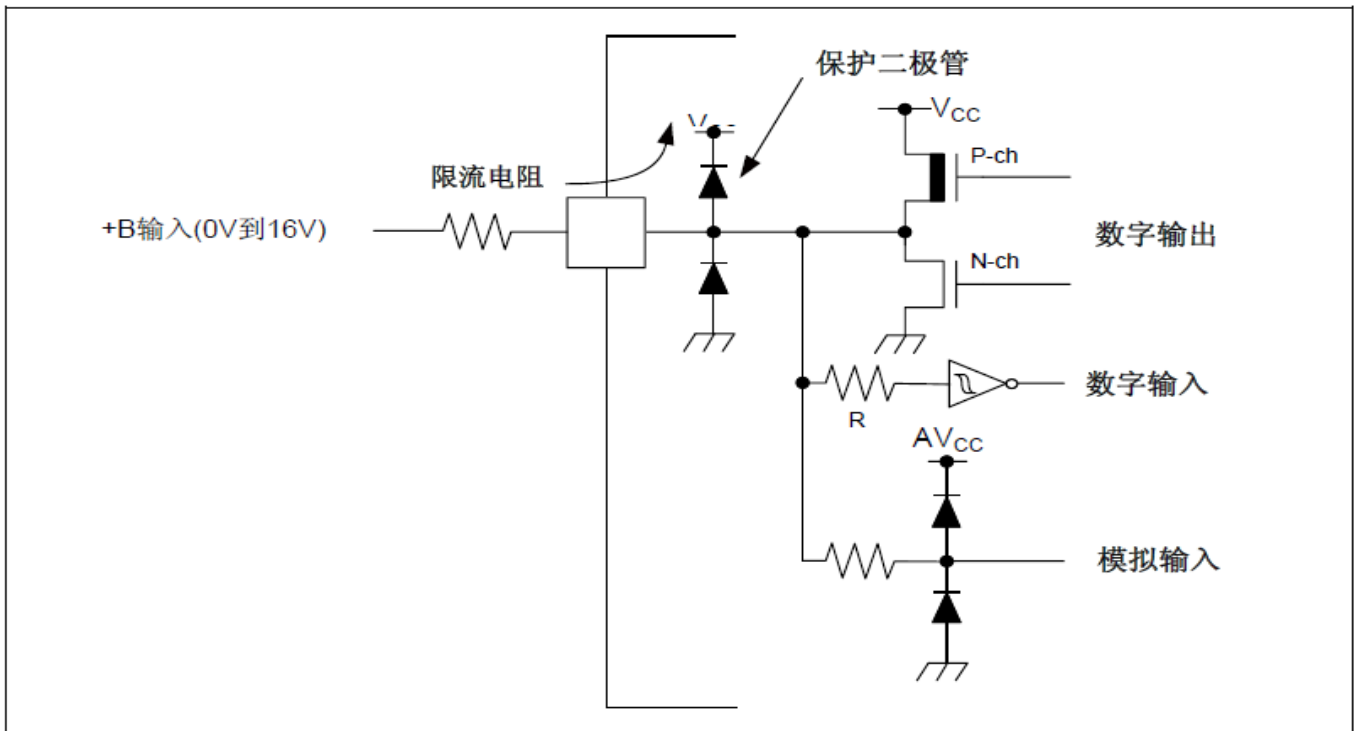 保护二极管
VCC
P-ch
限流电阻
+B输入(0V到16V)
数字输出
N-ch
数字输入
R
AVCC
模拟输入